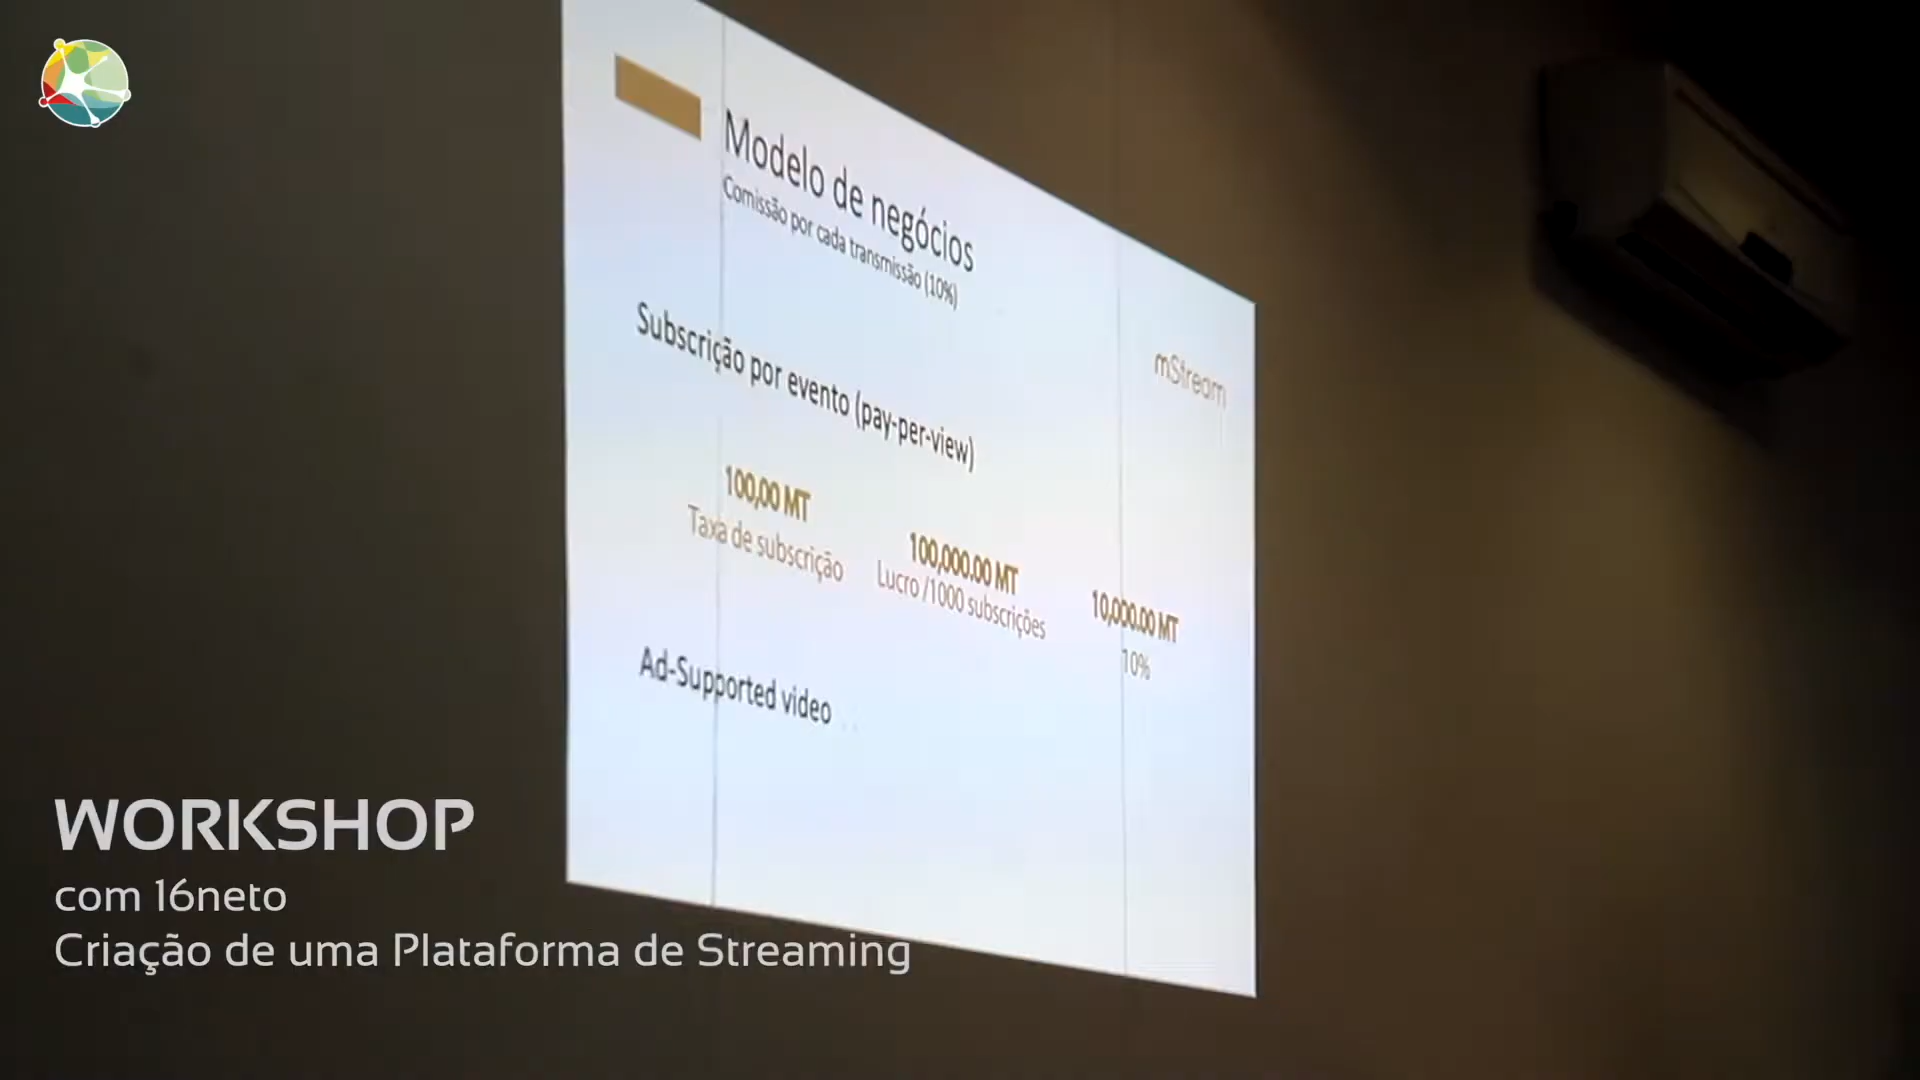 Modelo de negócios
Comissão por cada transmissão (10%)
mStream
Subscrição por evento (pay-per-view)
100,00 MT
Taxa de subscrição
100,000.00 MT
Lucro /1000 subscrições
10,000.00 MT
10%
Ad-Supported video
WORKSHOP
com 16neto
Criação de uma Plataforma de Streaming